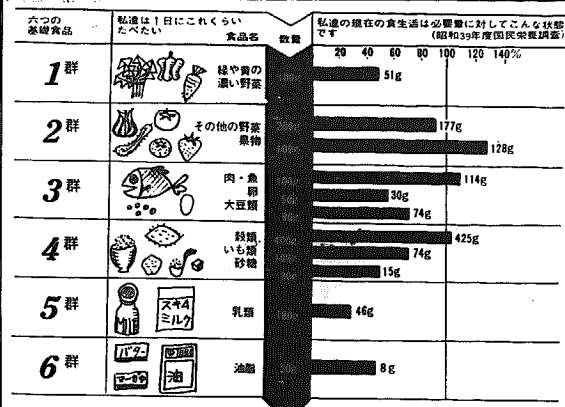 六つの
基礎食品
私達は1日にこれくらい
たべたい
食品名
数量
私達の現在の食生活は必要量に対してこんな状態
です
(昭和39年度国民栄養調査)
20 40 60 80 100 120 140%
1群
緑や黄の
濃い野菜
51g
2群
その他の野菜
果物
177g
128g
3群
肉・魚
卵
大豆類
114g
30g
74g
4群
穀類
いも類
砂糖
425g
74g
15g
5群
スキム
ミルク
乳類
46g
6群
バター
油
油脂
8g